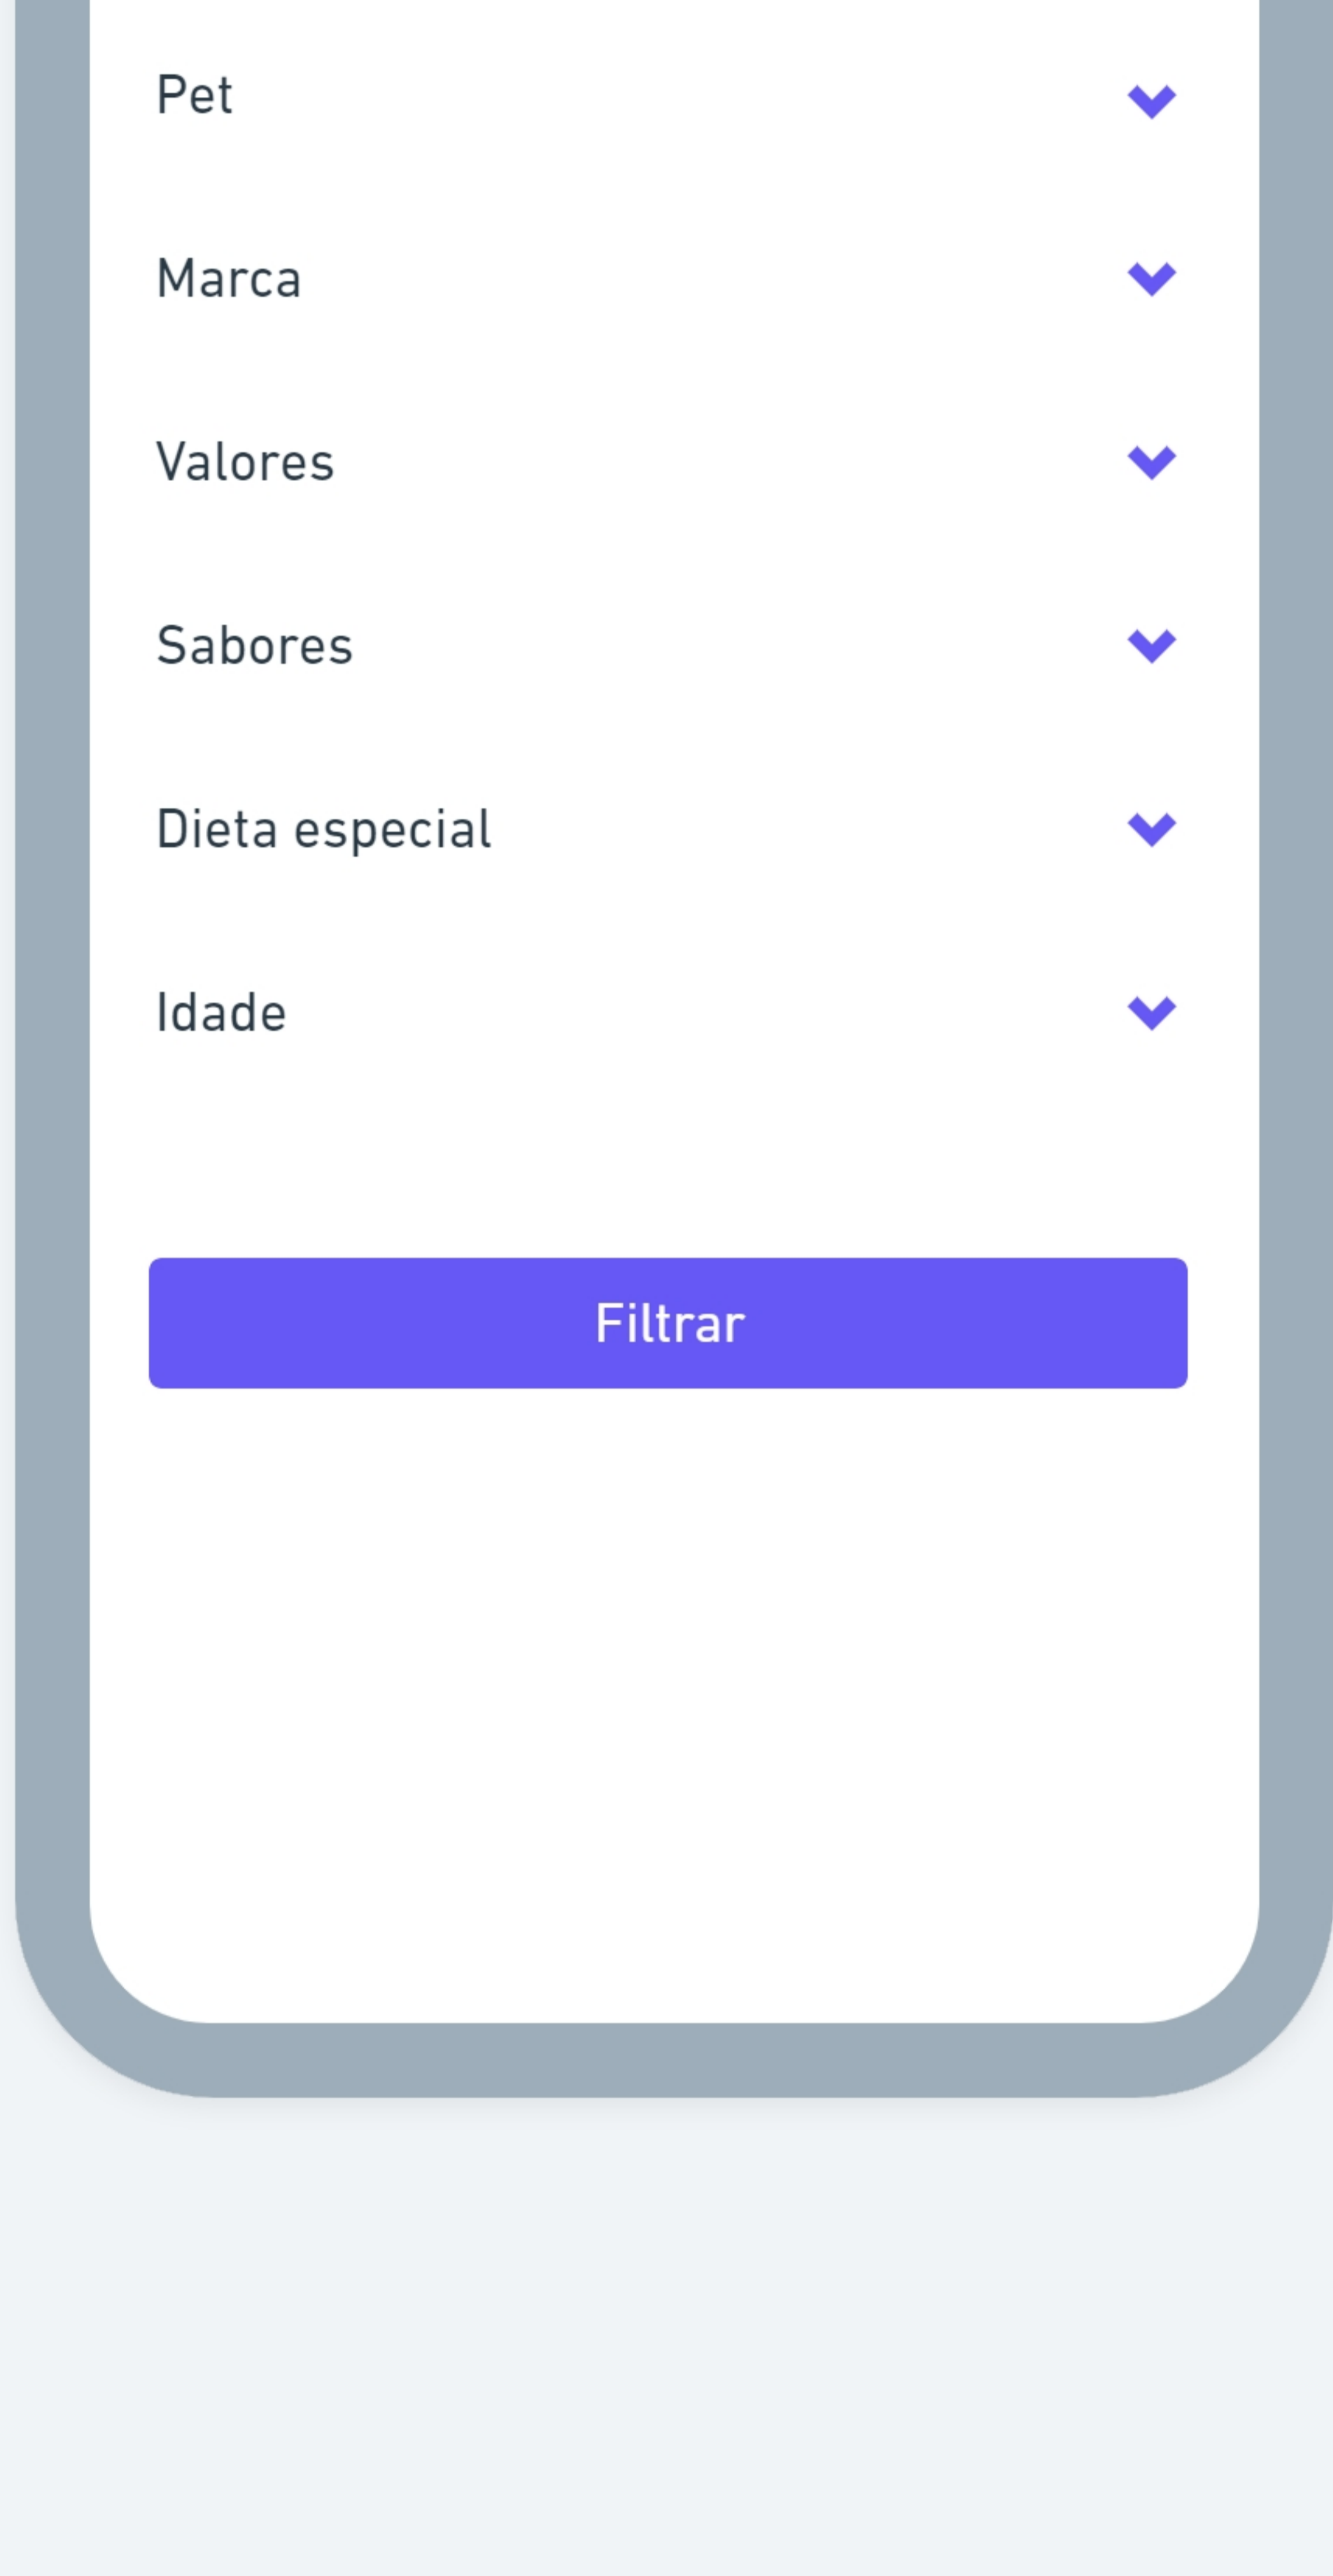 Pet
Marca
Valores
Sabores
Dieta especial
Idade
Filtrar